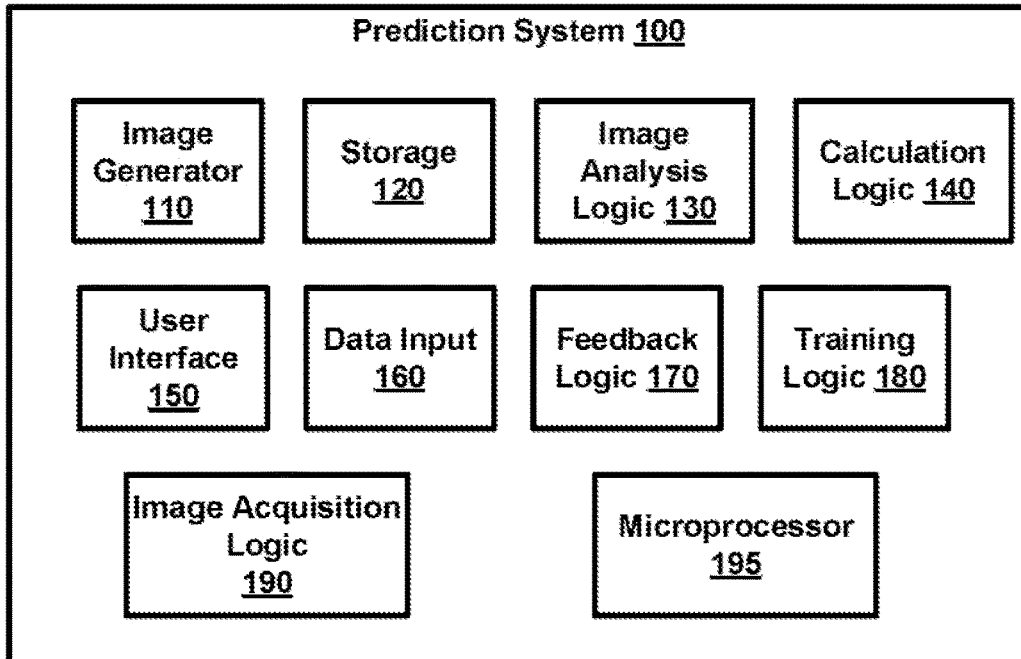 Prediction System 100
Image
Generator
110
Storage
120
Image
Analysis
Logic 130
Calculation
Logic 140
User
Interface
150
Data Input
160
Feedback
Logic 170
Training
Logic 180
Image Acquisition
Logic
190
Microprocessor
195